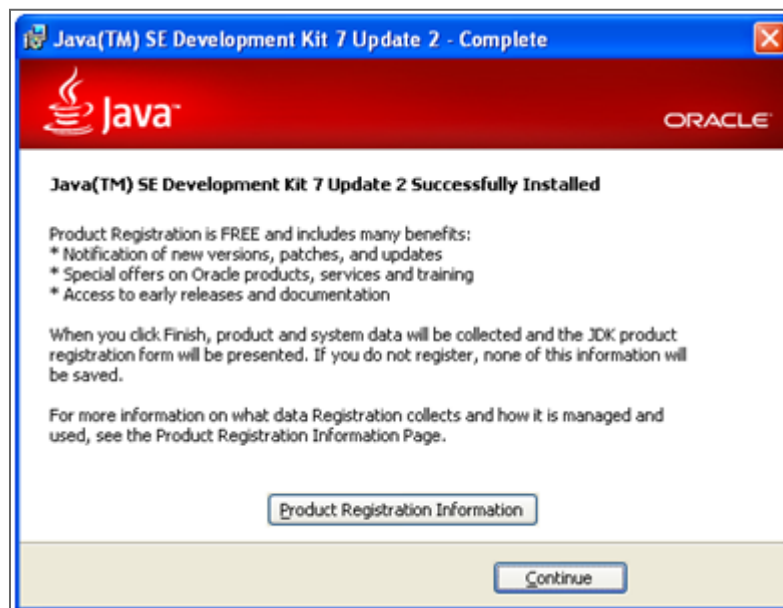 Java(TM) SE Development Kit 7 Update 2 - Complete
Java™
ORACLE
Java(TM) SE Development Kit 7 Update 2 Successfully Installed
Product Registration is FREE and includes many benefits:
* Notification of new versions, patches, and updates
* Special offers on Oracle products, services and training
* Access to early releases and documentation
When you click Finish, product and system data will be collected and the JDK product
registration form will be presented. If you do not register, none of this information will
be saved.
For more information on what data Registration collects and how it is managed and
used, see the Product Registration Information Page.
Product Registration Information
Continue